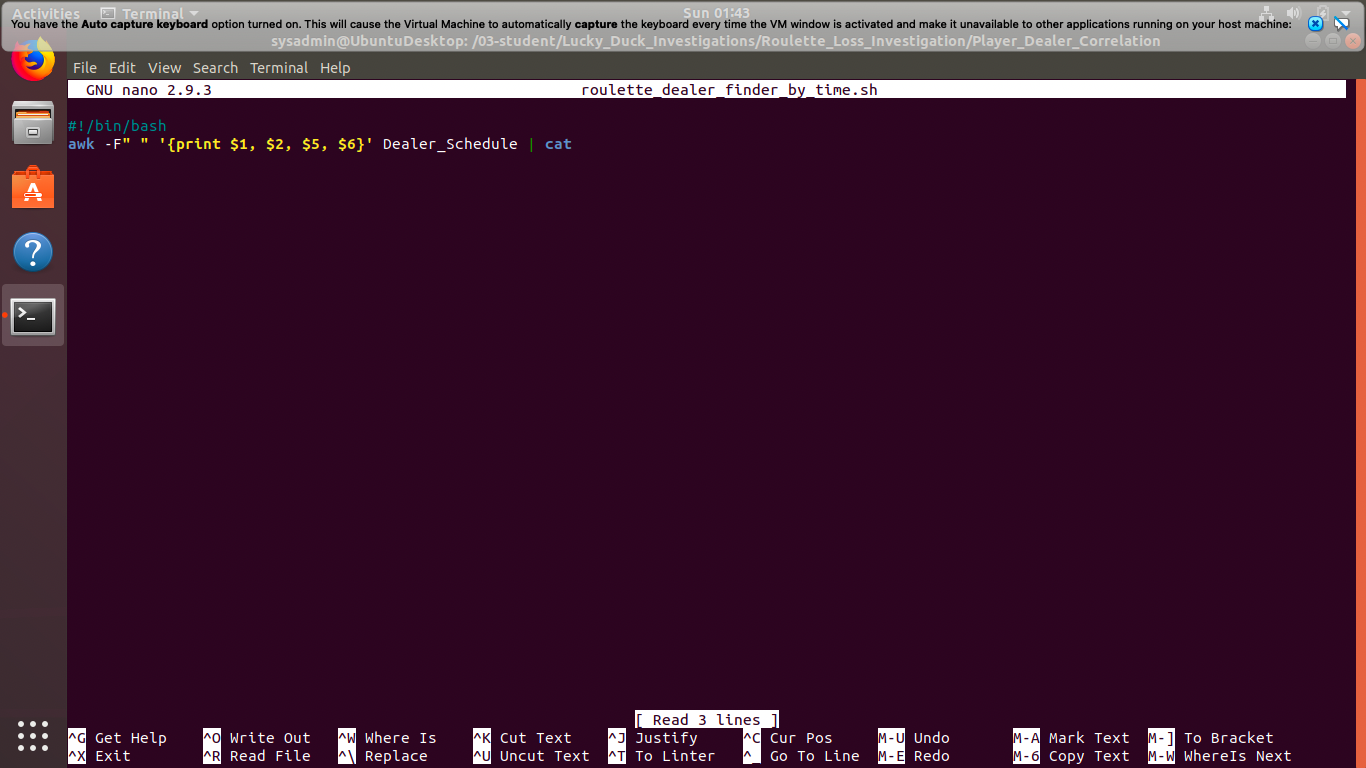 Activities Terminal Sun 01:43
You have the Auto capture keyboard option turned on. This will cause the Virtual Machine to automatically capture the keyboard every time the VM window is activated and make it unavailable to other applications running on your host machine:
sysadmin@UbuntuDesktop: /03-student/Lucky_Duck_Investigations/Roulette_Loss_Investigation/Player_Dealer_Correlation
File Edit View Search Terminal Help
GNU nano 2.9.3 roulette_dealer_finder_by_time.sh
#!/bin/bash
awk -F" " '{print $1, $2, $5, $6}' Dealer_Schedule | cat
[ Read 3 lines ]
^G Get Help ^O Write Out ^W Where Is ^K Cut Text ^J Justify ^C Cur Pos M-U Undo M-A Mark Text M-] To Bracket
^X Exit ^R Read File ^\ Replace ^U Uncut Text ^T To Linter ^_ Go To Line M-E Redo M-6 Copy Text M-W WhereIs Next